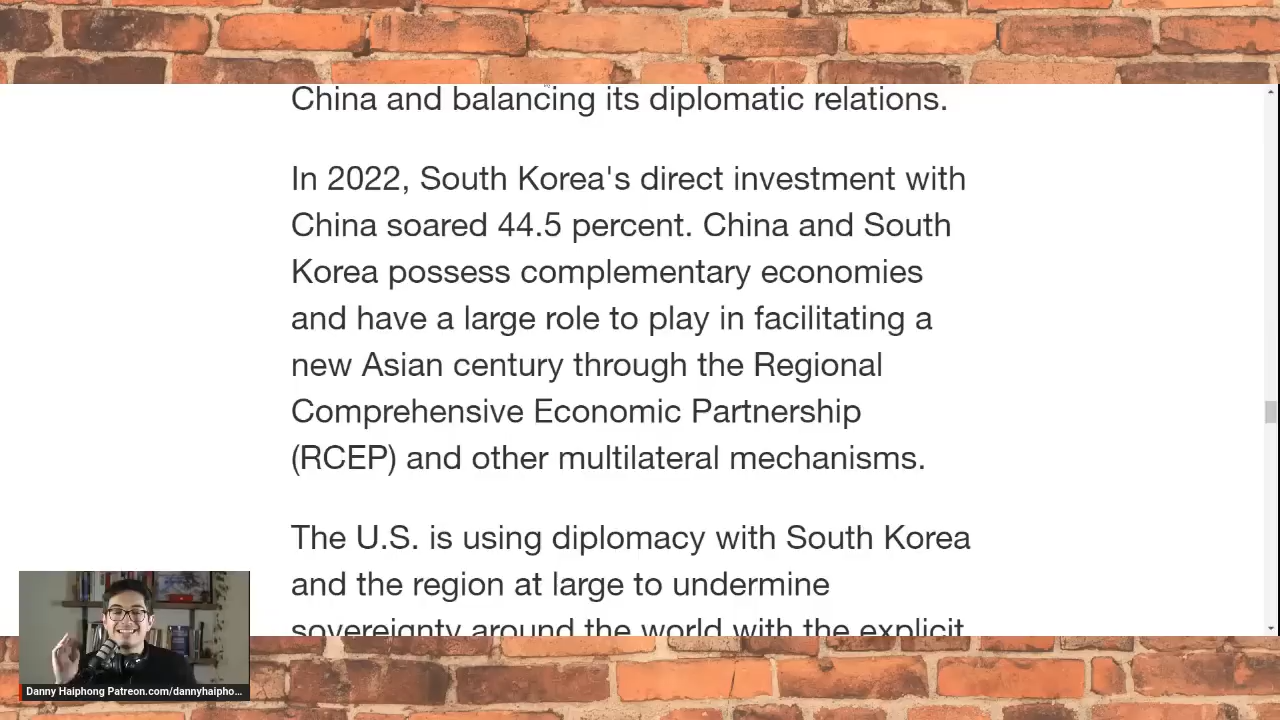 China and balancing its diplomatic relations.
In 2022, South Korea's direct investment with
China soared 44.5 percent. China and South
Korea possess complementary economies
and have a large role to play in facilitating a
new Asian century through the Regional
Comprehensive Economic Partnership
(RCEP) and other multilateral mechanisms.
The U.S. is using diplomacy with South Korea
and the region at large to undermine
sovereignty around the world with the explicit
Danny Haiphong Patreon.com/dannyhaipho...